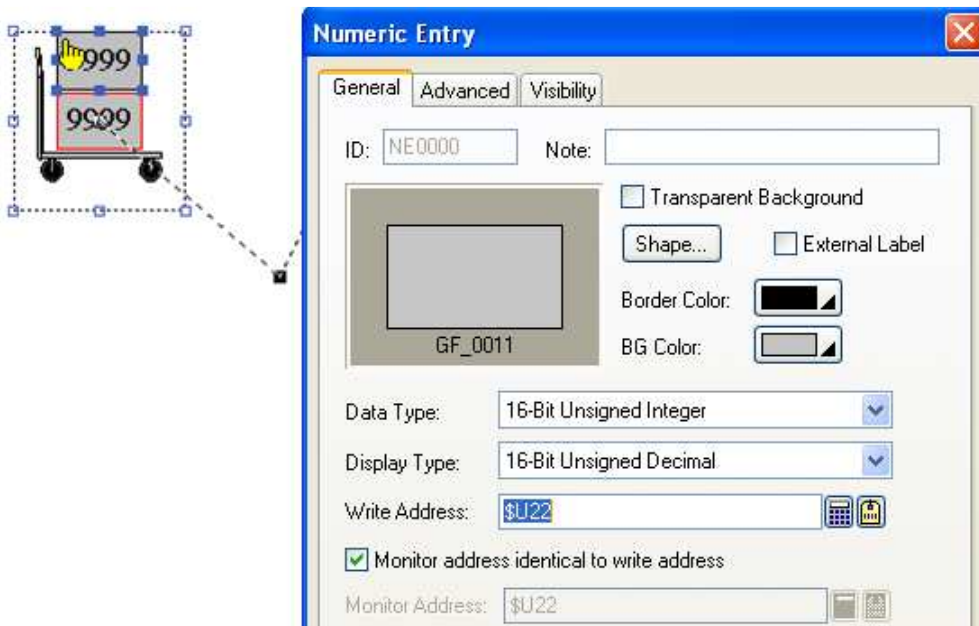 Numeric Entry
General Advanced Visibility
ID: NE0000 Note:
Transparent Background
Shape... External Label
Border Color:
GF_0011 BG Color:
Data Type: 16-Bit Unsigned Integer
Display Type: 16-Bit Unsigned Decimal
Write Address: $U22
Monitor address identical to write address
Monitor Address: $U22
999
9999